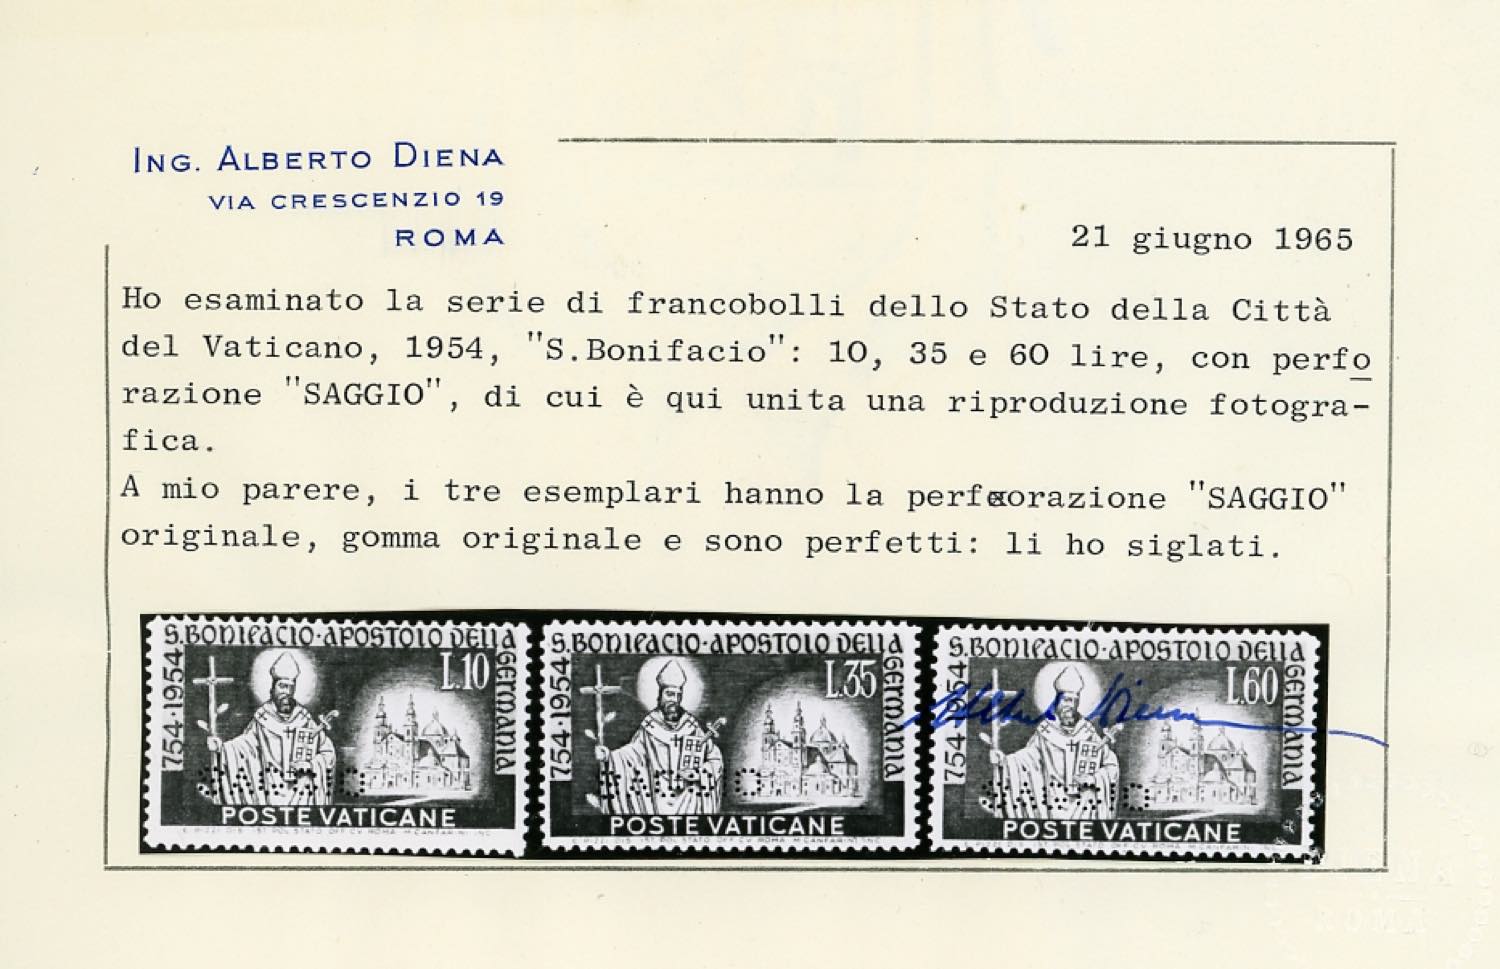 ING. ALBERTO DIENA
VIA CRESCENZIO 19
ROMA
21 giugno 1965
Ho esaminato la serie di francobolli dello Stato della Città
del Vaticano, 1954, "S.Bonifacio": 10, 35 e 60 lire, con perfo
razione "SAGGIO", di cui è qui unita una riproduzione fotogra-
fica.
A mio parere, i tre esemplari hanno la perforazione "SAGGIO"
originale, gomma originale e sono perfetti: li ho siglati.
S.BONIFACIO·APOSTOLO DELLA
GERMANIA
754·1954
L.10
POSTE VATICANE
S.BONIFACIO·APOSTOLO DELLA
GERMANIA
754·1954
L.35
POSTE VATICANE
S.BONIFACIO·APOSTOLO DELLA
GERMANIA
754·1954
L.60
Alberto Diena
POSTE VATICANE
ROMA